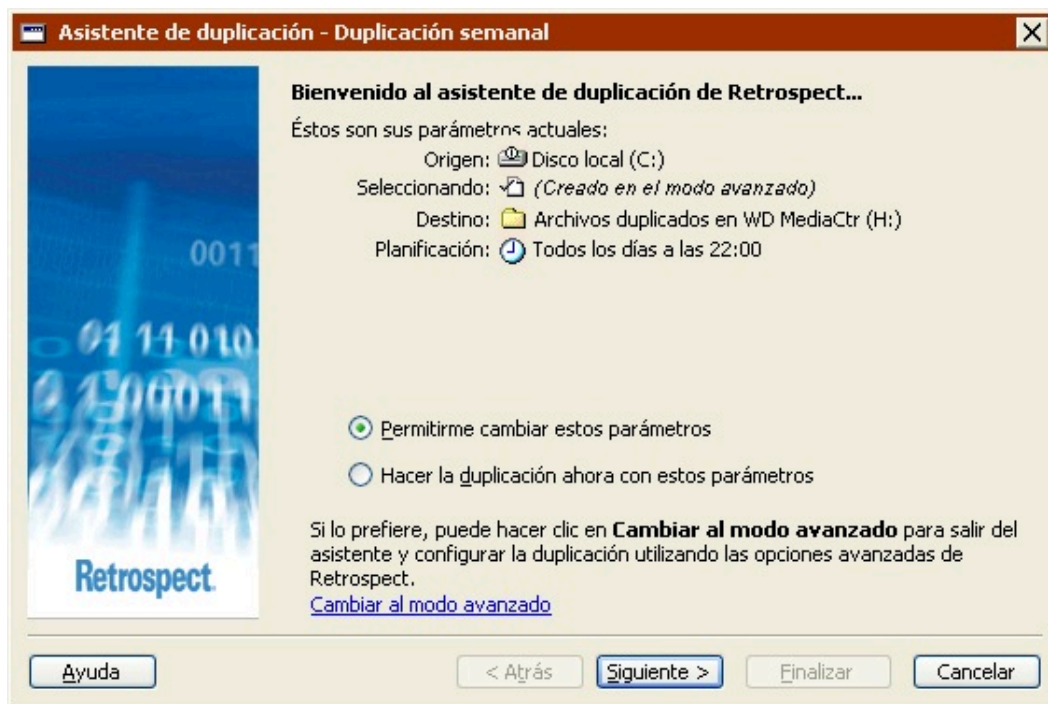 Asistente de duplicación - Duplicación semanal
Bienvenido al asistente de duplicación de Retrospect...
Éstos son sus parámetros actuales:
Origen: Disco local (C:)
Seleccionando: (Creado en el modo avanzado)
Destino: Archivos duplicados en WD MediaCtr (H:)
Planificación: Todos los días a las 22:00
0011
01 11 010
Permitirme cambiar estos parámetros
Hacer la duplicación ahora con estos parámetros
Si lo prefiere, puede hacer clic en Cambiar al modo avanzado para salir del
asistente y configurar la duplicación utilizando las opciones avanzadas de
Retrospect.
Cambiar al modo avanzado
Retrospect.
Ayuda
< Atrás
Siguiente >
Finalizar
Cancelar